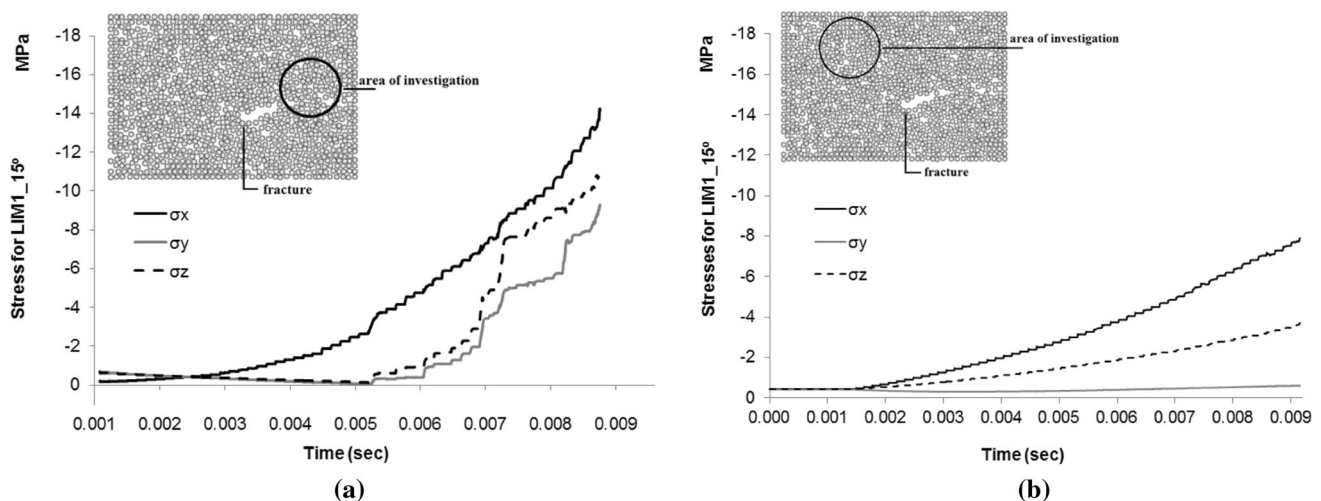 MPa
Stress for LIM1_15º
-18
-16
-14
-12
-10
-8
-6
-4
-2
0
area of investigation
fracture
σx
σy
σz
0.001 0.002 0.003 0.004 0.005 0.006 0.007 0.008 0.009
Time (sec)
(a)
MPa
Stresses for LIM1_15º
-18
-16
-14
-12
-10
-8
-6
-4
-2
0
area of investigation
fracture
σx
σy
σz
0.000 0.001 0.002 0.003 0.004 0.005 0.006 0.007 0.008 0.009
Time (sec)
(b)